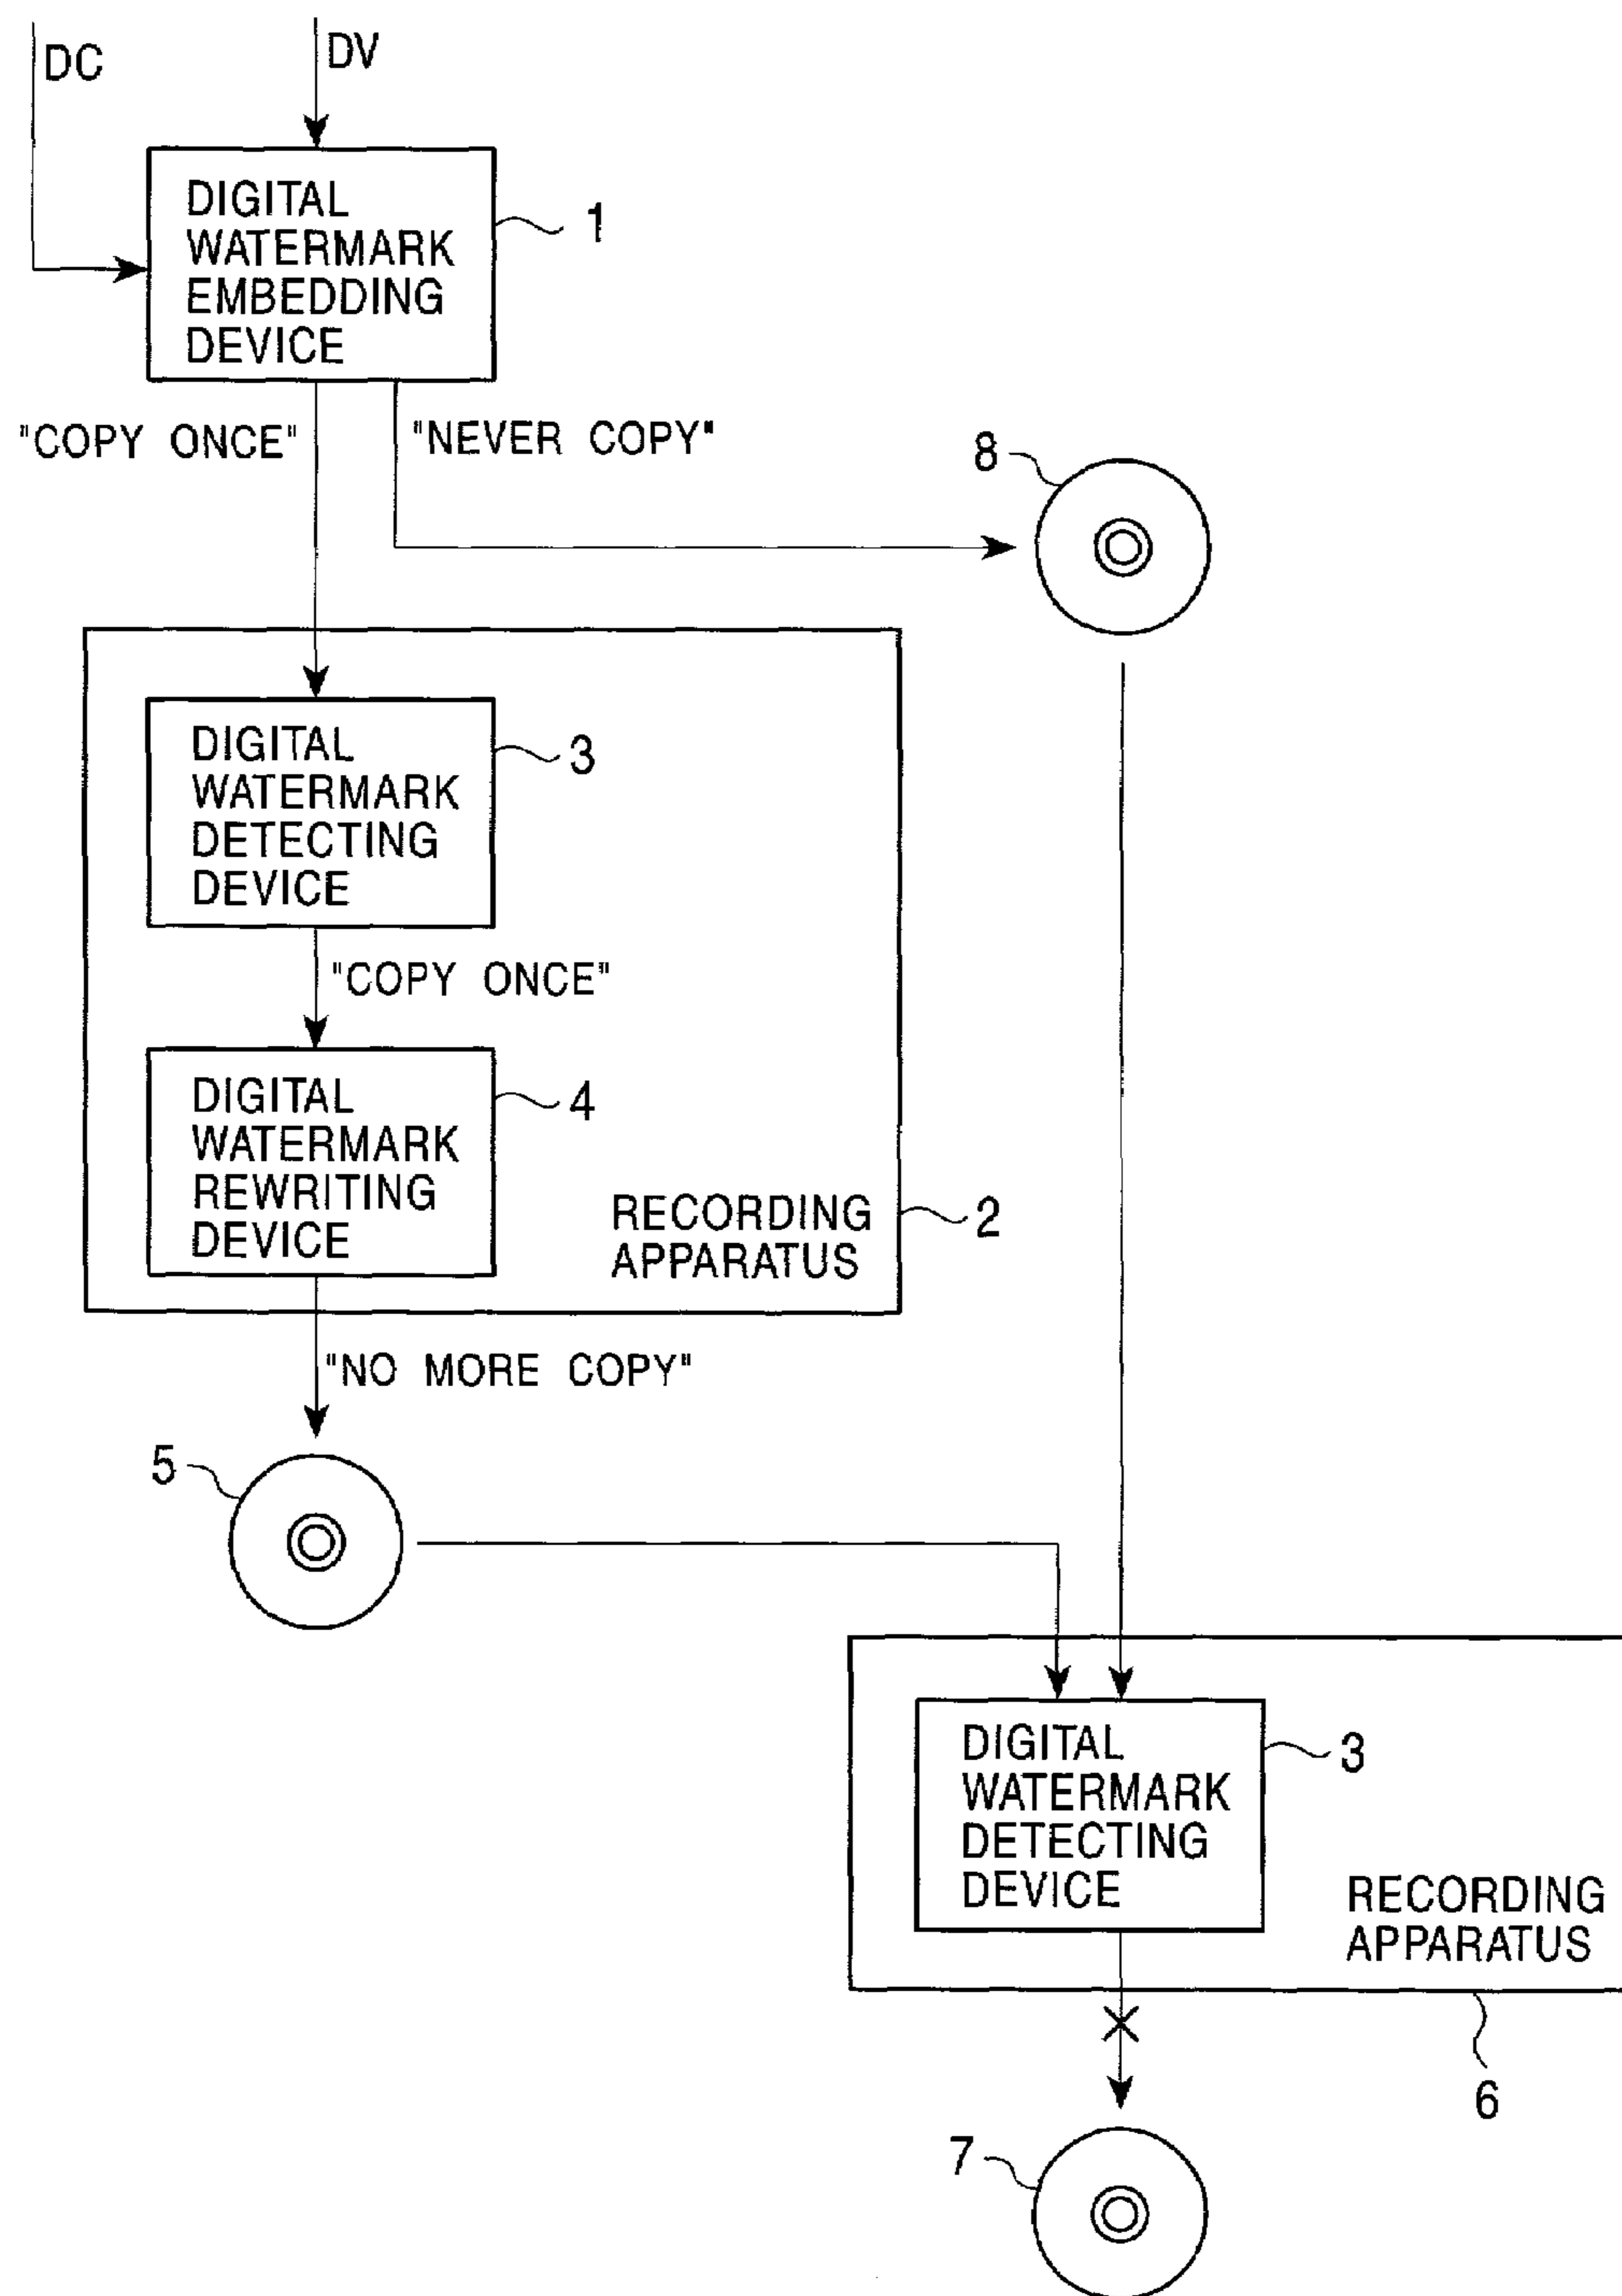 DC
DV
DIGITAL
WATERMARK
EMBEDDING
DEVICE
1
"COPY ONCE"
"NEVER COPY"
8
DIGITAL
WATERMARK
DETECTING
DEVICE
3
"COPY ONCE"
DIGITAL
WATERMARK
REWRITING
DEVICE
4
RECORDING
APPARATUS
2
"NO MORE COPY"
5
DIGITAL
WATERMARK
DETECTING
DEVICE
3
RECORDING
APPARATUS
6
7